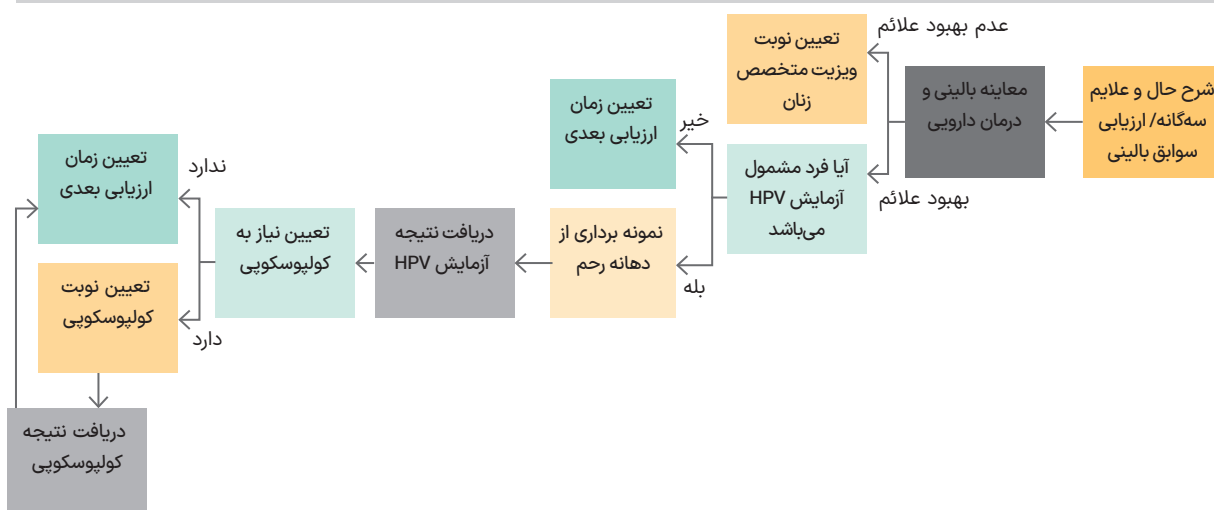 شرح حال و علایم
سه‌گانه/ ارزیابی
سوابق بالینی
معاینه بالینی و
درمان دارویی
عدم بهبود علائم
تعیین نوبت
ویزیت متخصص
زنان
بهبود علائم
آیا فرد مشمول
آزمایش HPV
می‌باشد
خیر
تعیین زمان
ارزیابی بعدی
بله
نمونه برداری از
دهانه رحم
دریافت نتیجه
آزمایش HPV
تعیین نیاز به
کولپوسکوپی
ندارد
تعیین زمان
ارزیابی بعدی
دارد
تعیین نوبت
کولپوسکوپی
دریافت نتیجه
کولپوسکوپی